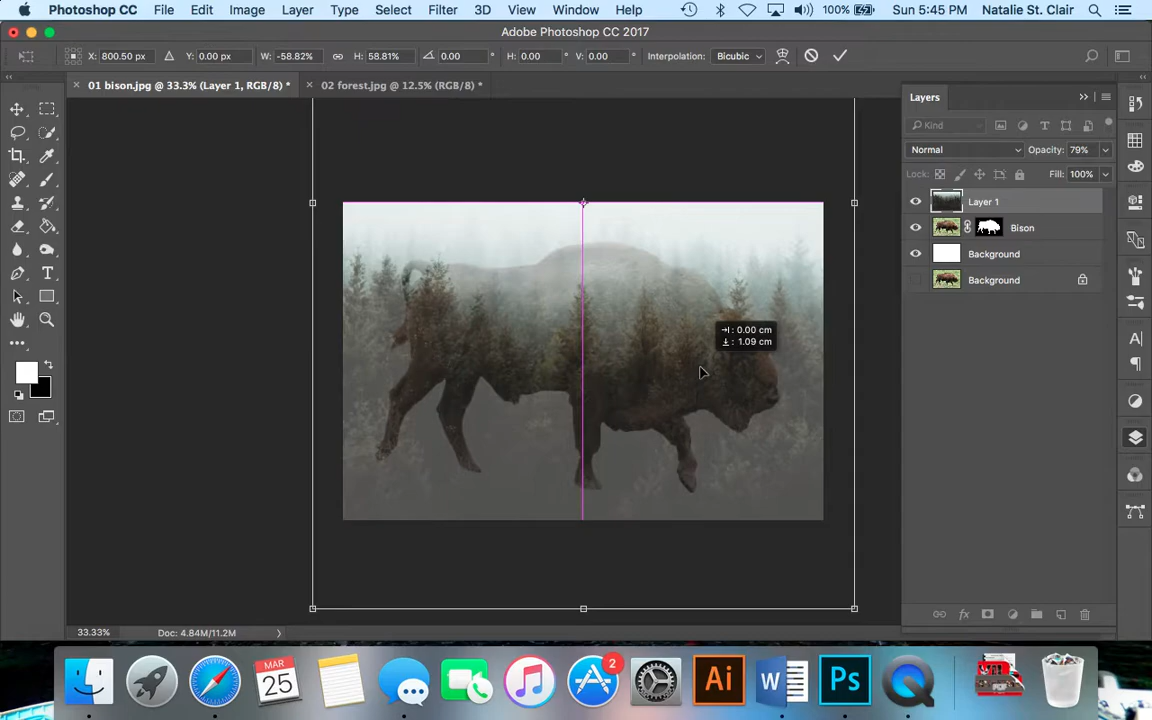 Photoshop CC File Edit Image Layer Type Select Filter 3D View Window Help 100% Sun 5:45 PM Natalie St. Clair
Adobe Photoshop CC 2017
X: 800.50 px Y: 0.00 px W: -58.82% H: 58.81% 0.00 ° H: 0.00 ° V: 0.00 ° Interpolation: Bicubic
01 bison.jpg @ 33.3% (Layer 1, RGB/8) * 02 forest.jpg @ 12.5% (RGB/8) *
Layers
Kind
Normal Opacity: 79%
Lock: Fill: 100%
Layer 1
Bison
Background
Background
: 0.00 cm
: 1.09 cm
33.33% Doc: 4.84M/11.2M
MAR
25
2
Ai
W
Ps